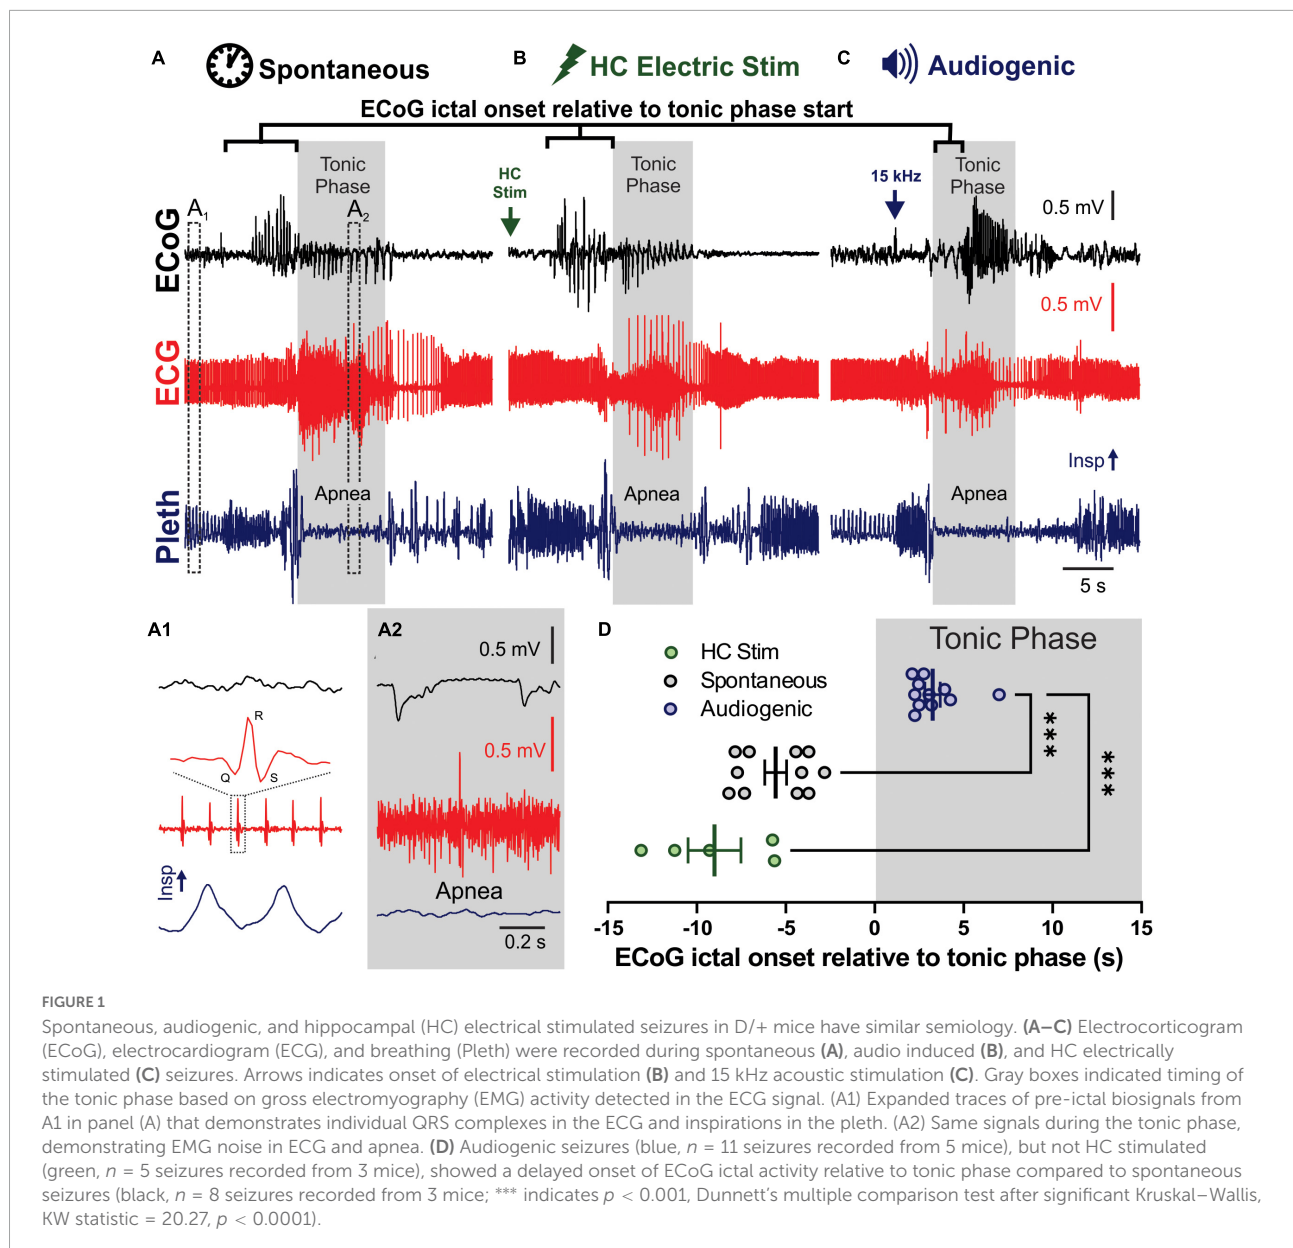 A
Spontaneous
B
HC Electric Stim
C
Audiogenic
ECoG ictal onset relative to tonic phase start
Tonic
Phase
HC
Stim
Tonic
Phase
15 kHz
Tonic
Phase
A1
A2
0.5 mV
ECoG
0.5 mV
ECG
Insp
Pleth
Apnea
Apnea
Apnea
5 s
A1
R
Q
S
Insp
A2
0.5 mV
0.5 mV
Apnea
0.2 s
D
HC Stim
Spontaneous
Audiogenic
Tonic Phase
***
***
-15
-10
-5
0
5
10
15
ECoG ictal onset relative to tonic phase (s)
FIGURE 1
Spontaneous, audiogenic, and hippocampal (HC) electrical stimulated seizures in D/+ mice have similar semiology. (A–C) Electrocorticogram
(ECoG), electrocardiogram (ECG), and breathing (Pleth) were recorded during spontaneous (A), audio induced (B), and HC electrically
stimulated (C) seizures. Arrows indicates onset of electrical stimulation (B) and 15 kHz acoustic stimulation (C). Gray boxes indicated timing of
the tonic phase based on gross electromyography (EMG) activity detected in the ECG signal. (A1) Expanded traces of pre-ictal biosignals from
A1 in panel (A) that demonstrates individual QRS complexes in the ECG and inspirations in the pleth. (A2) Same signals during the tonic phase,
demonstrating EMG noise in ECG and apnea. (D) Audiogenic seizures (blue, n = 11 seizures recorded from 5 mice), but not HC stimulated
(green, n = 5 seizures recorded from 3 mice), showed a delayed onset of ECoG ictal activity relative to tonic phase compared to spontaneous
seizures (black, n = 8 seizures recorded from 3 mice; *** indicates p < 0.001, Dunnett's multiple comparison test after significant Kruskal–Wallis,
KW statistic = 20.27, p < 0.0001).